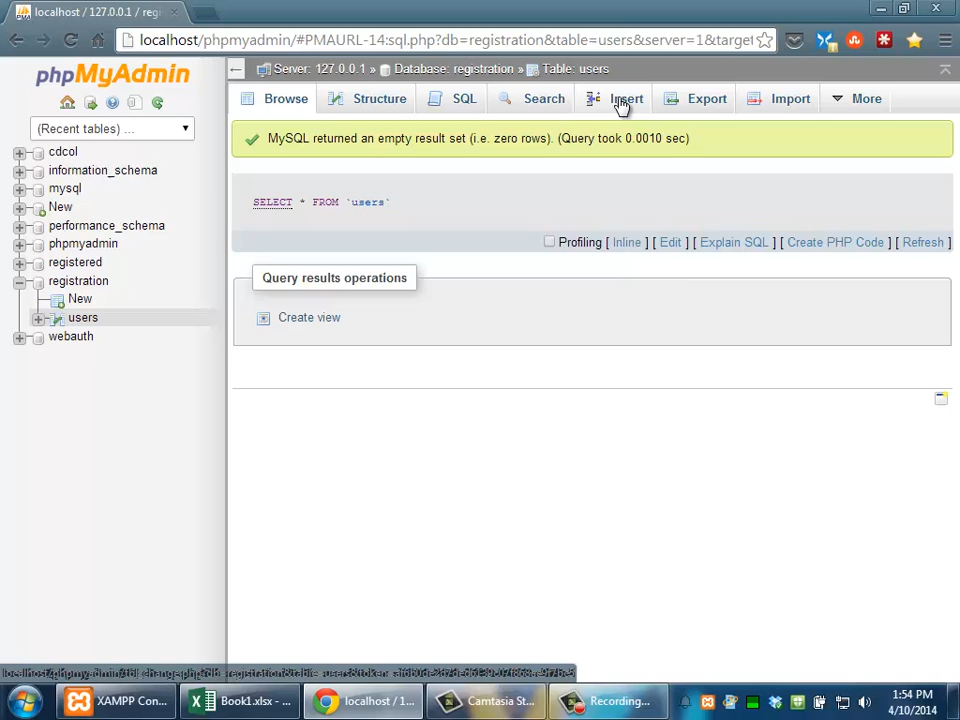 localhost / 127.0.0.1 / reg
localhost/phpmyadmin/#PMAURL-14:sql.php?db=registration&table=users&server=1&target
phpMyAdmin
(Recent tables) ...
cdcol
information_schema
mysql
New
performance_schema
phpmyadmin
registered
registration
New
users
webauth
Server: 127.0.0.1 » Database: registration » Table: users
Browse Structure SQL Search Insert Export Import More
MySQL returned an empty result set (i.e. zero rows). (Query took 0.0010 sec)
SELECT * FROM `users`
Profiling [ Inline ] [ Edit ] [ Explain SQL ] [ Create PHP Code ] [ Refresh ]
Query results operations
Create view
XAMPP Con... Book1.xlsx - ... localhost / 1... Camtasia St... Recording...
1:54 PM
4/10/2014